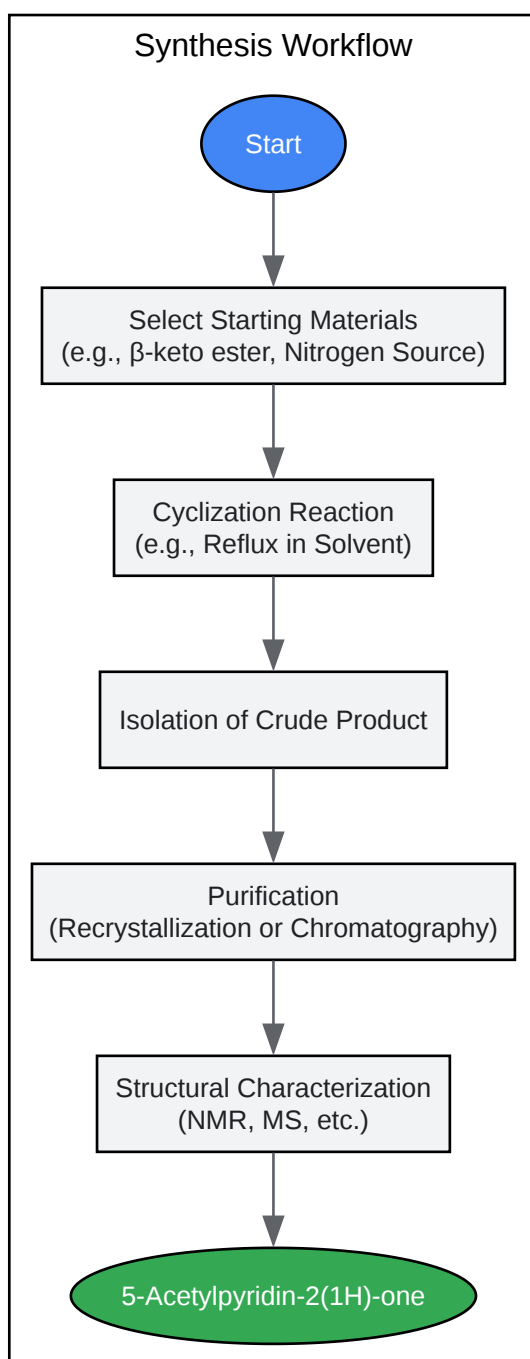 Synthesis Workflow
Start
Select Starting Materials
(e.g., β-keto ester, Nitrogen Source)
Cyclization Reaction
(e.g., Reflux in Solvent)
Isolation of Crude Product
Purification
(Recrystallization or Chromatography)
Structural Characterization
(NMR, MS, etc.)
5-Acetylpyridin-2(1H)-one